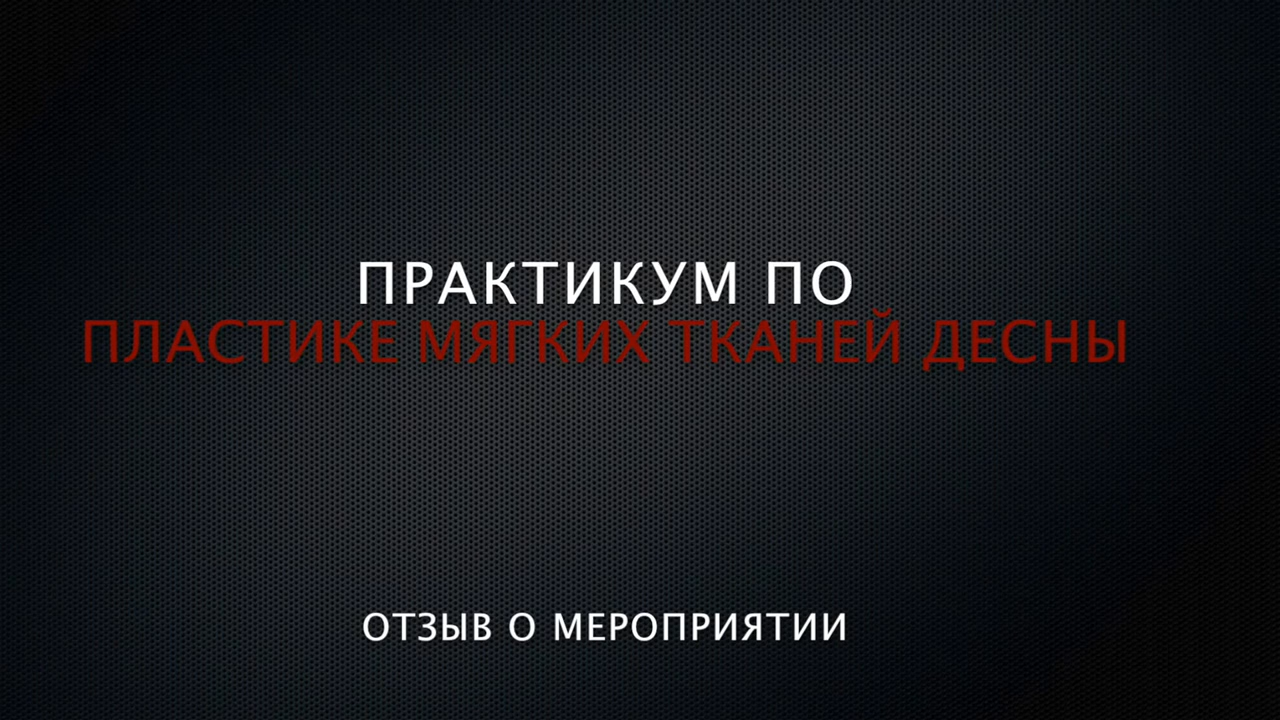 ПРАКТИКУМ ПО
ПЛАСТИКЕ МЯГКИХ ТКАНЕЙ ДЕСНЫ
ОТЗЫВ О МЕРОПРИЯТИИ